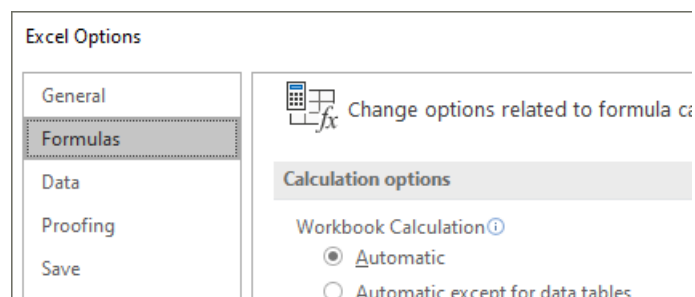 Excel Options
General
Formulas
Data
Proofing
Save
fx Change options related to formula
Calculation options
Workbook Calculation
Automatic
Automatic except for data tables